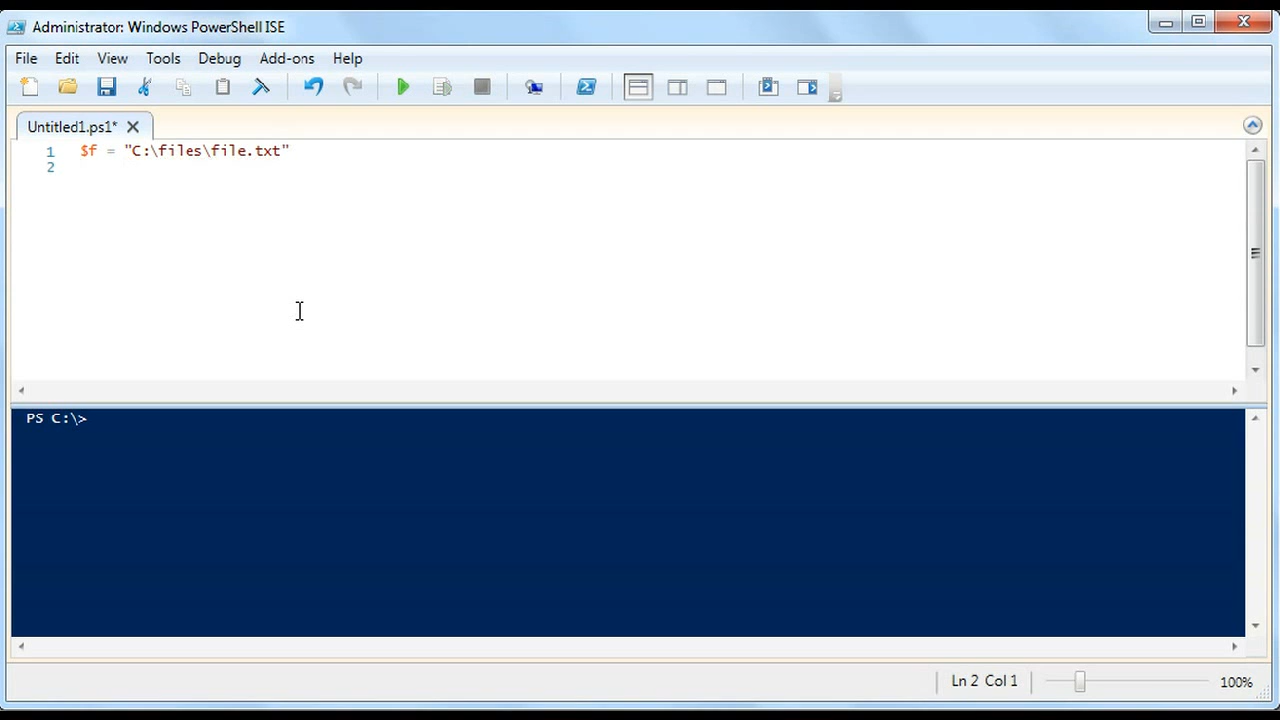 Administrator: Windows PowerShell ISE
File Edit View Tools Debug Add-ons Help
Untitled1.ps1*
1 $f = "C:\files\file.txt"
2
PS C:\>
Ln 2 Col 1 100%